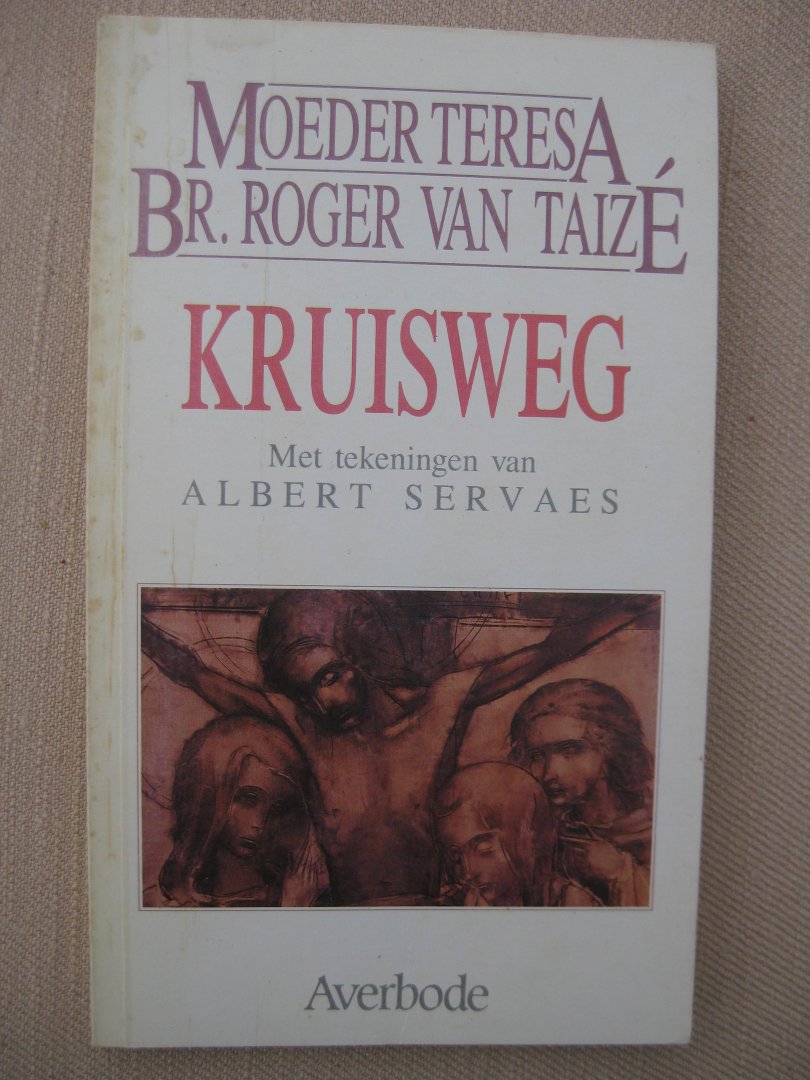 MOEDER TERESA
BR. ROGER VAN TAIZÉ
KRUISWEG
Met tekeningen van
ALBERT SERVAES
Averbode